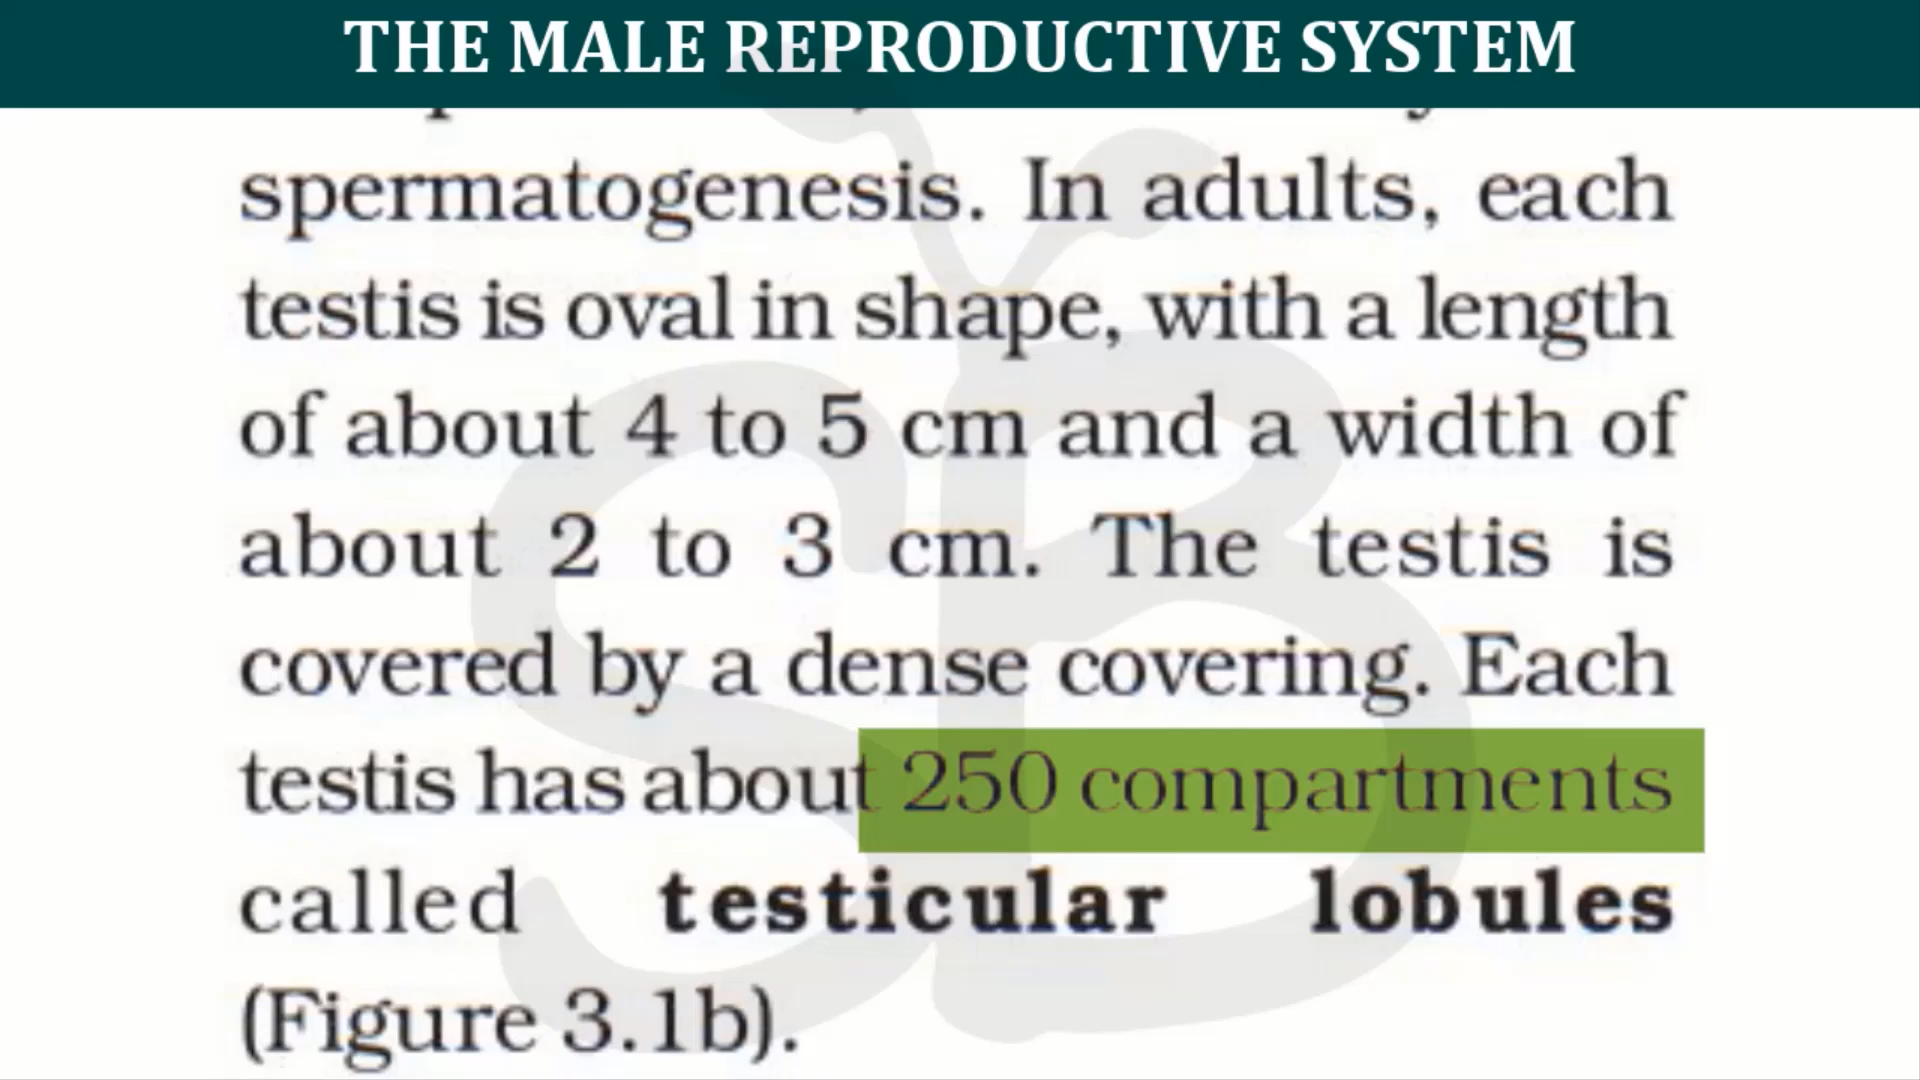 THE MALE REPRODUCTIVE SYSTEM
spermatogenesis. In adults, each
testis is oval in shape, with a length
of about 4 to 5 cm and a width of
about 2 to 3 cm. The testis is
covered by a dense covering. Each
testis has about 250 compartments
called testicular lobules
(Figure 3.1b).
SB